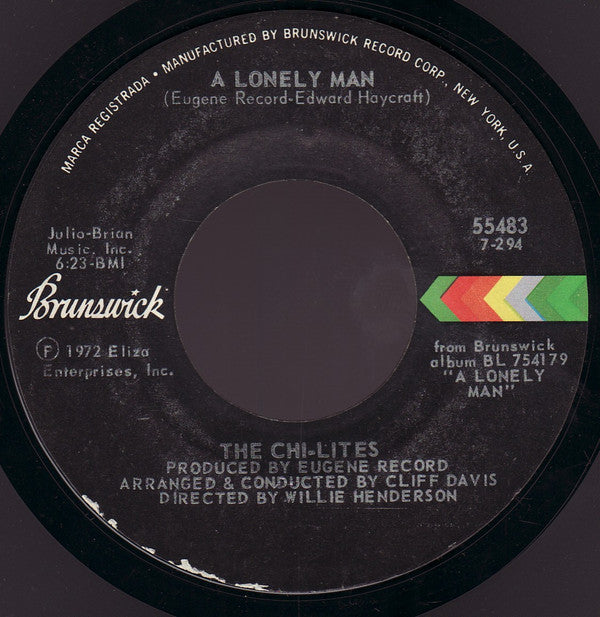 MARCA REGISTRADA • MANUFACTURED BY BRUNSWICK RECORD CORP., NEW YORK, U.S.A.
A LONELY MAN
(Eugene Record-Edward Haycraft)
Julio-Brian
Music, Inc.
6:23-BMI
55483
7-294
Brunswick
Ⓕ 1972 Eliza
Enterprises, Inc.
from Brunswick
album BL 754179
"A LONELY
MAN"
THE CHI-LITES
PRODUCED BY EUGENE RECORD
ARRANGED & CONDUCTED BY CLIFF DAVIS
DIRECTED BY WILLIE HENDERSON